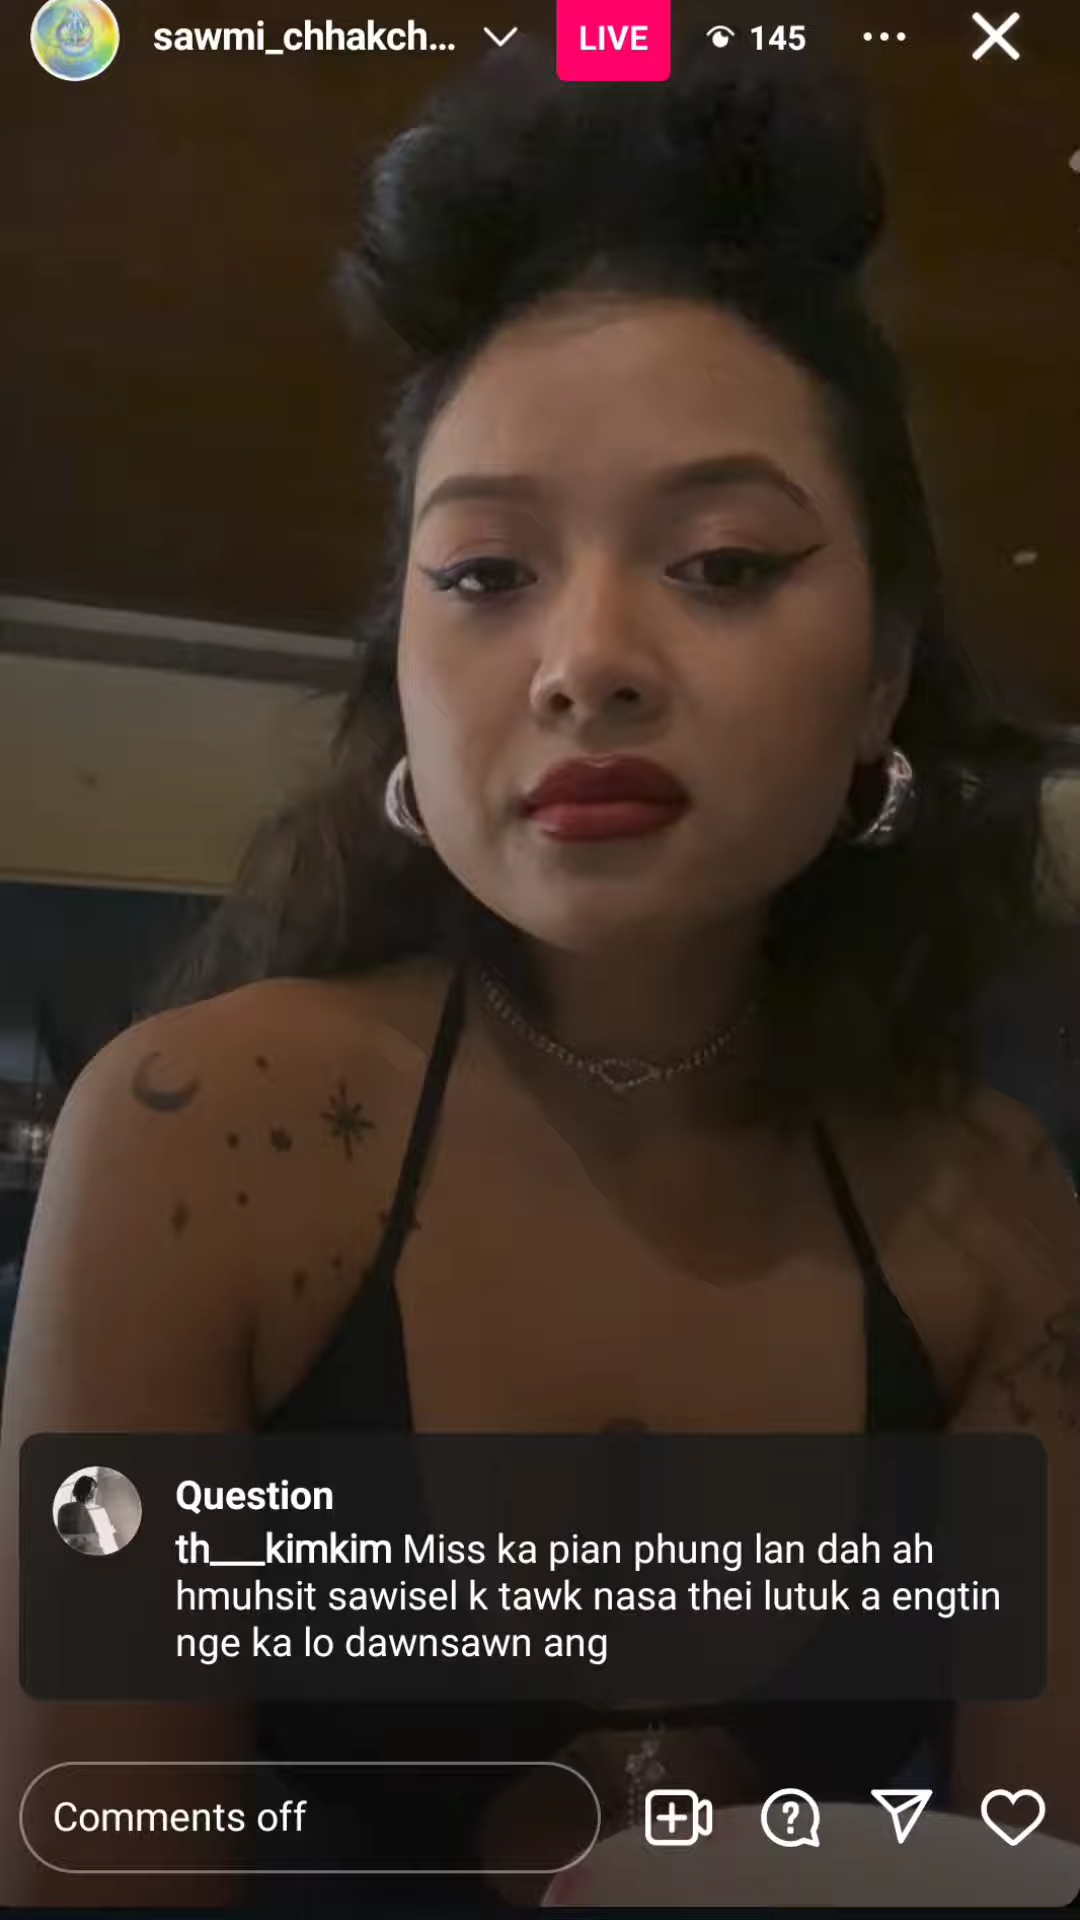 sawmi_chhakch...
LIVE
145
Question
th___kimkim Miss ka pian phung lan dah ah
hmuhsit sawisel k tawk nasa thei lutuk a engtin
nge ka lo dawnsawn ang
Comments off